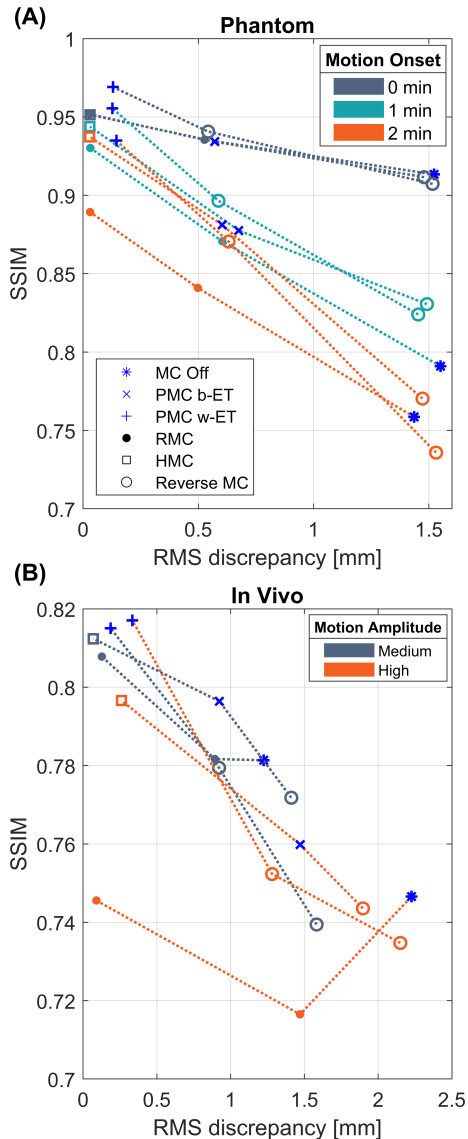 (A)
Phantom
Motion Onset
0 min
1 min
2 min
1
0.95
0.9
0.85
0.8
0.75
0.7
SSIM
MC Off
PMC b-ET
PMC w-ET
RMC
HMC
Reverse MC
0 0.5 1 1.5
RMS discrepancy [mm]
(B)
In Vivo
Motion Amplitude
Medium
High
0.82
0.8
0.78
0.76
0.74
0.72
0.7
SSIM
0 0.5 1 1.5 2 2.5
RMS discrepancy [mm]